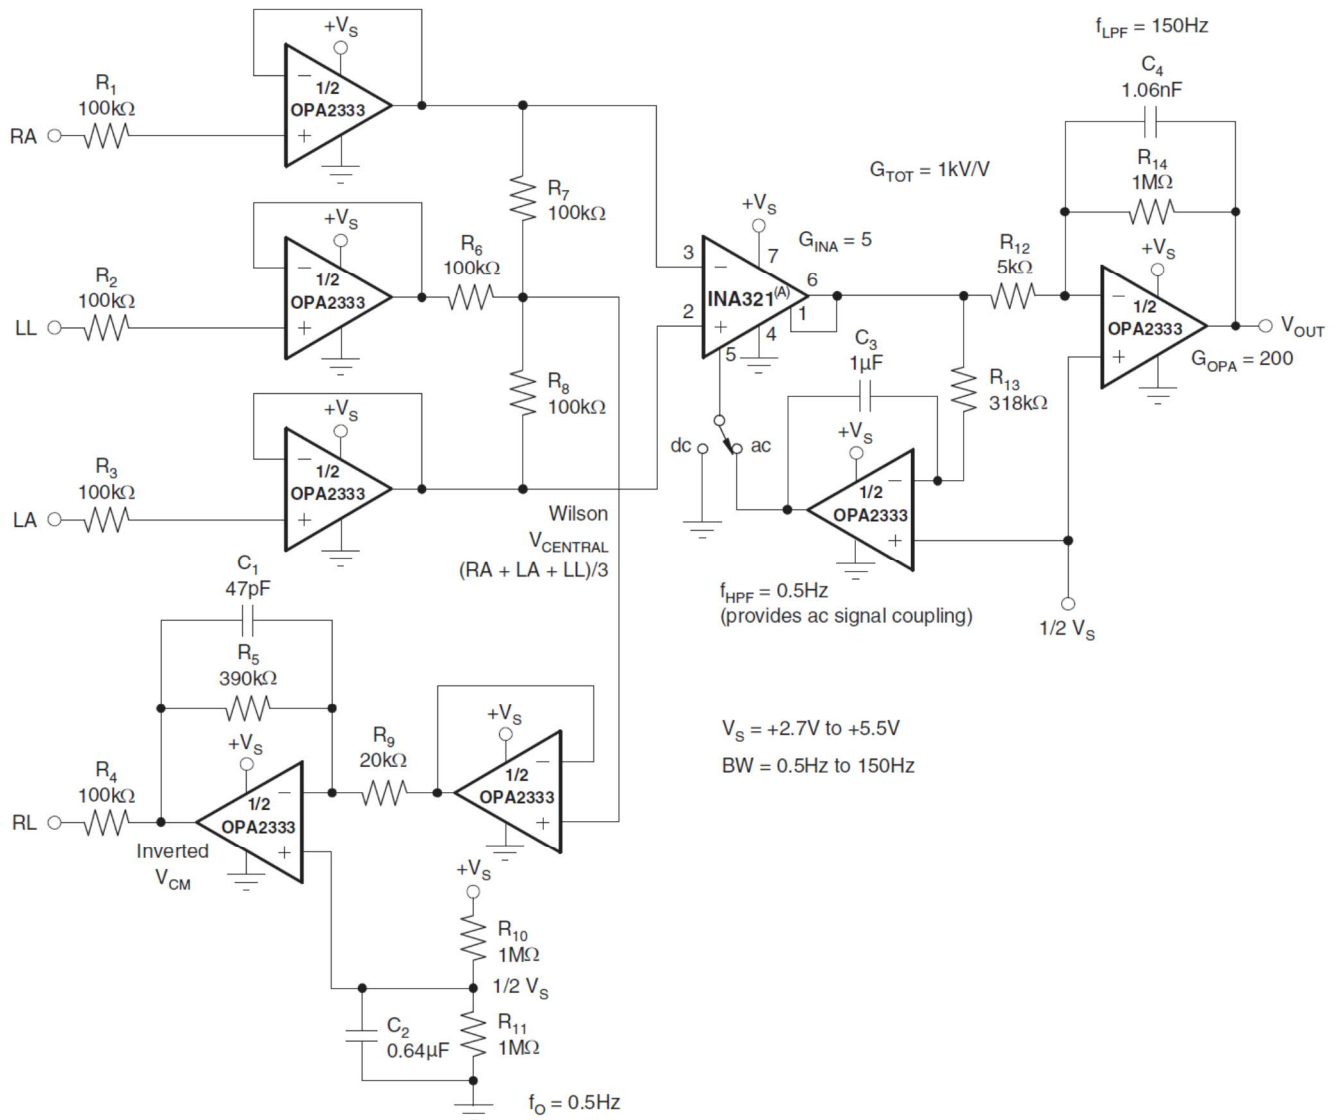 +V_S
R_1
100kΩ
RA
−
1/2
OPA2333
+
+V_S
R_2
100kΩ
LL
−
1/2
OPA2333
+
R_6
100kΩ
+V_S
R_3
100kΩ
LA
−
1/2
OPA2333
+
R_7
100kΩ
R_8
100kΩ
Wilson
V_CENTRAL
(RA + LA + LL)/3
+V_S
3
−
7
G_INA = 5
INA321(A)
6
1
2
+
4
5
dc
ac
G_TOT = 1kV/V
f_LPF = 150Hz
C_4
1.06nF
R_14
1MΩ
R_12
5kΩ
+V_S
−
1/2
OPA2333
+
V_OUT
G_OPA = 200
C_3
1µF
R_13
318kΩ
+V_S
−
1/2
OPA2333
+
f_HPF = 0.5Hz
(provides ac signal coupling)
1/2 V_S
C_1
47pF
R_5
390kΩ
+V_S
R_4
100kΩ
RL
−
1/2
OPA2333
+
Inverted
V_CM
R_9
20kΩ
+V_S
−
1/2
OPA2333
+
+V_S
R_10
1MΩ
1/2 V_S
C_2
0.64µF
R_11
1MΩ
f_O = 0.5Hz
V_S = +2.7V to +5.5V
BW = 0.5Hz to 150Hz